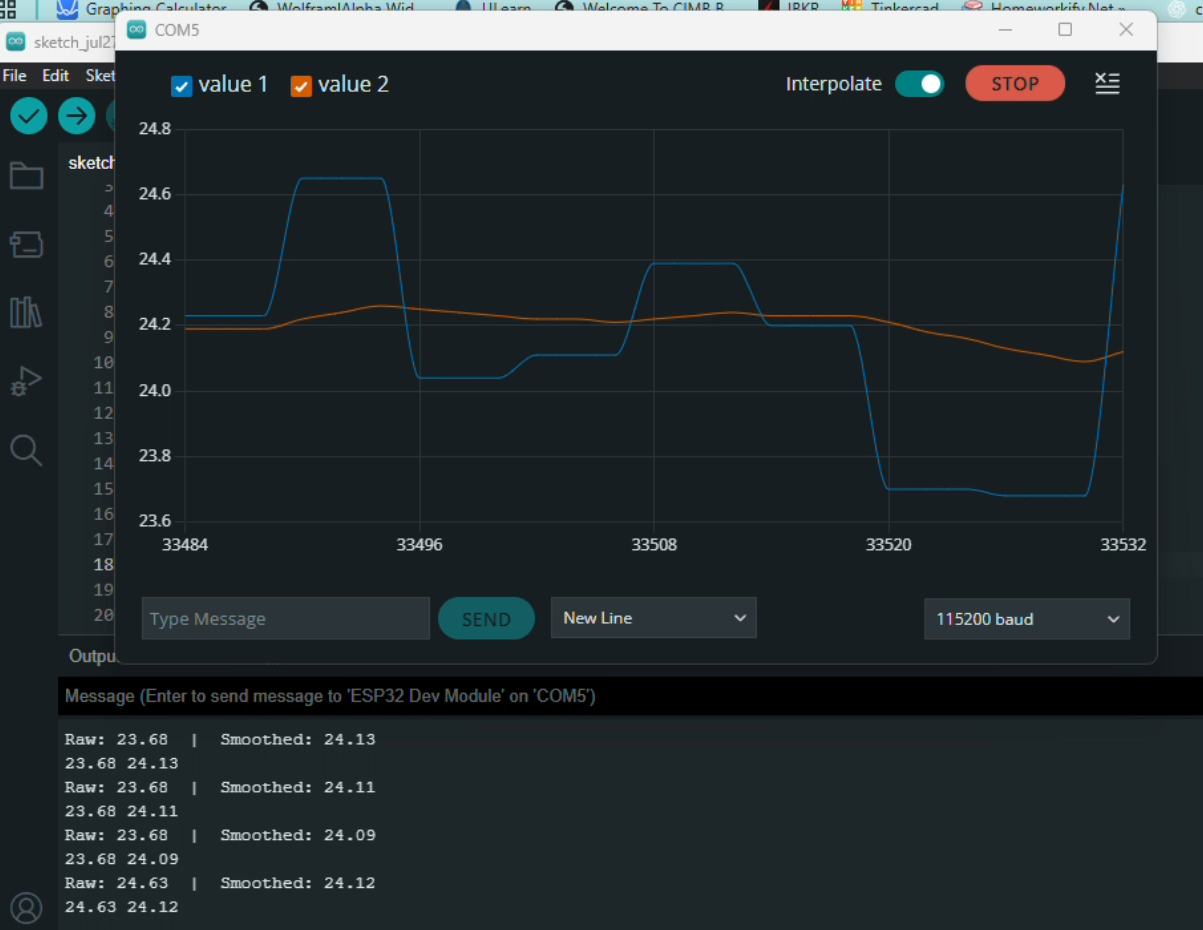 Graphing Calculator
WolframAlpha Wid
ULearn
Welcome To CIMB B
IBKR
Tinkercad
Homeworkify.Net -
sketch_jul2
COM5
File Edit Sket
value 1 value 2
Interpolate
STOP
sketch
24.8
24.6
24.4
24.2
24.0
23.8
23.6
33484 33496 33508 33520 33532
4
5
6
7
8
9
10
11
12
13
14
15
16
17
18
19
20
Type Message
SEND
New Line
115200 baud
Outpu
Message (Enter to send message to 'ESP32 Dev Module' on 'COM5')
Raw: 23.68 | Smoothed: 24.13
23.68 24.13
Raw: 23.68 | Smoothed: 24.11
23.68 24.11
Raw: 23.68 | Smoothed: 24.09
23.68 24.09
Raw: 24.63 | Smoothed: 24.12
24.63 24.12